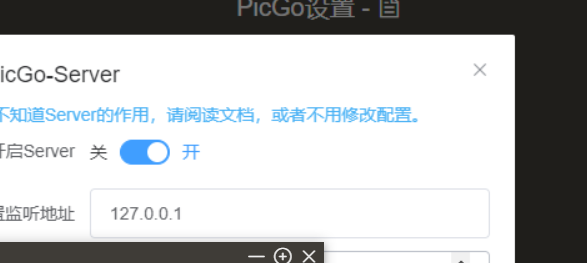 PicGo设置 -
icGo-Server
不知道Server的作用，请阅读文档，或者不用修改配置。
开启Server 关 开
置监听地址 127.0.0.1